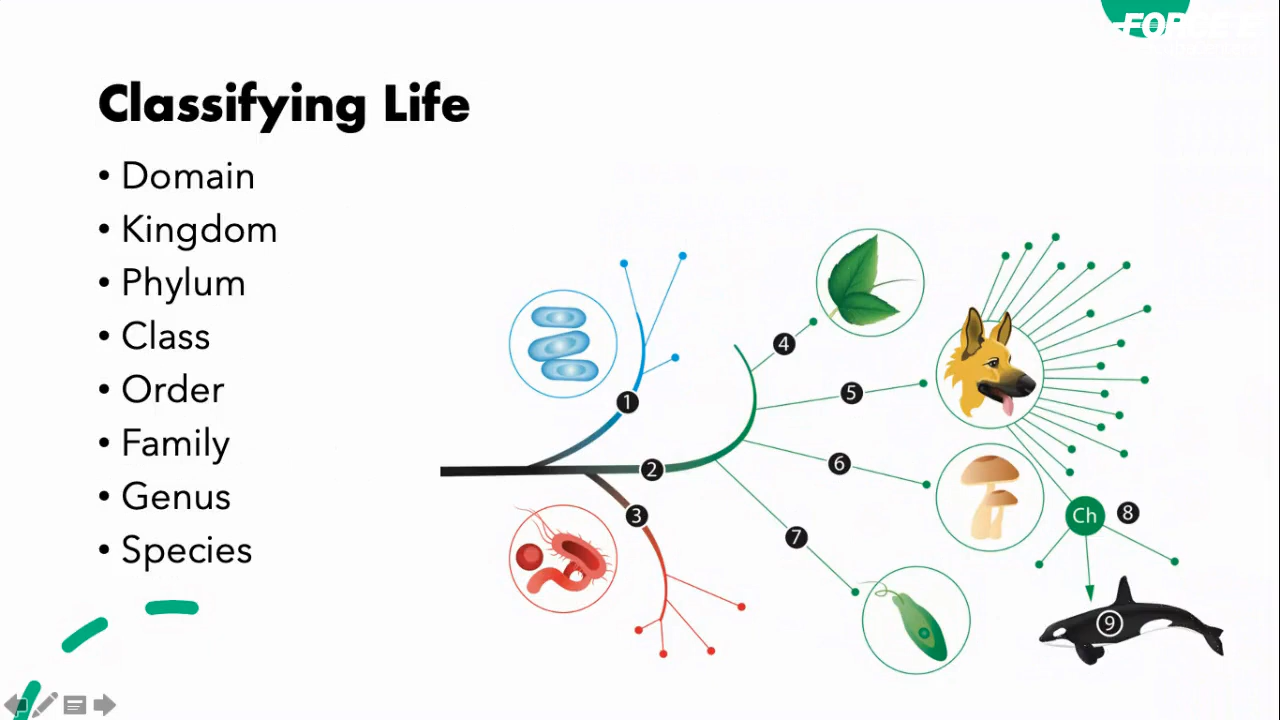 Classifying Life
• Domain
• Kingdom
• Phylum
• Class
• Order
• Family
• Genus
• Species
1
2
3
4
5
6
7
Ch 8
9